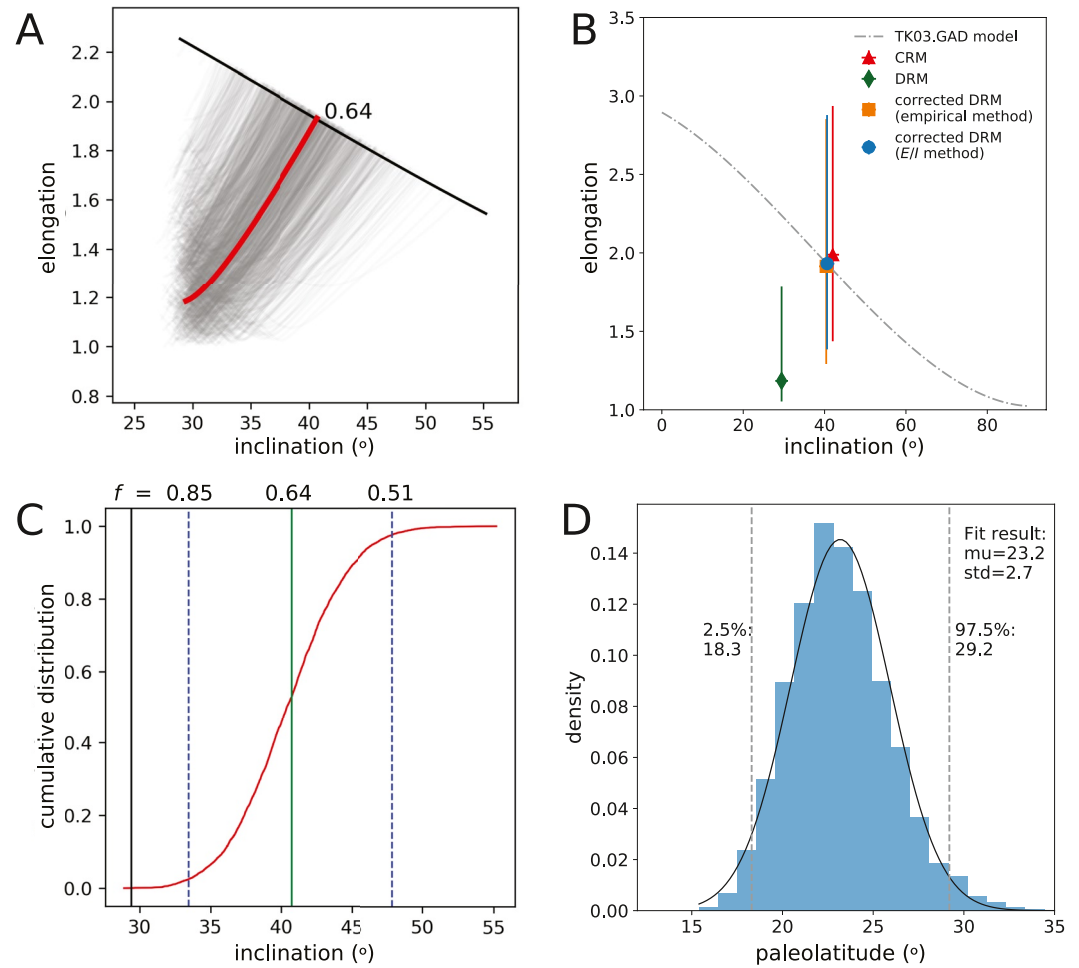 A
elongation
2.2
2.0
1.8
1.6
1.4
1.2
1.0
0.8
0.64
25 30 35 40 45 50 55
inclination (º)
B
elongation
3.5
3.0
2.5
2.0
1.5
1.0
TK03.GAD model
CRM
DRM
corrected DRM
(empirical method)
corrected DRM
(E/I method)
0 20 40 60 80
inclination (º)
C
f = 0.85 0.64 0.51
cumulative distribution
1.0
0.8
0.6
0.4
0.2
0.0
30 35 40 45 50 55
inclination (º)
D
density
0.14
0.12
0.10
0.08
0.06
0.04
0.02
0.00
Fit result:
mu=23.2
std=2.7
2.5%:
18.3
97.5%:
29.2
15 20 25 30 35
paleolatitude (º)